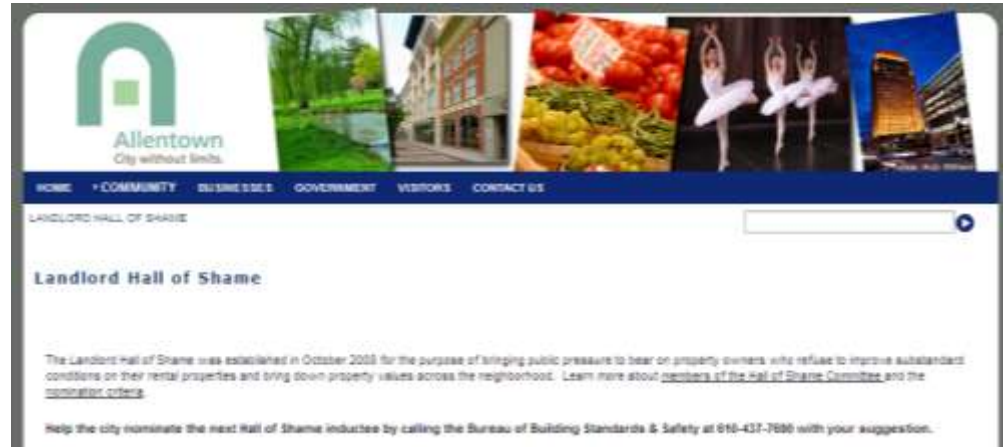 Allentown
City without limits.
HOME COMMUNITY BUSINESSES GOVERNMENT VISITORS CONTACT US
LANDLORD HALL OF SHAME
Landlord Hall of Shame
The Landlord Hall of Shame was established in October 2003 for the purpose of bringing public pressure to bear on property owners who refuse to improve substandard
conditions on their rental properties and bring down property values across the neighborhood. Learn more about members of the Hall of Shame Committee and the
nomination criteria.
Help the city nominate the next Hall of Shame inductee by calling the Bureau of Building Standards & Safety at with your suggestion.